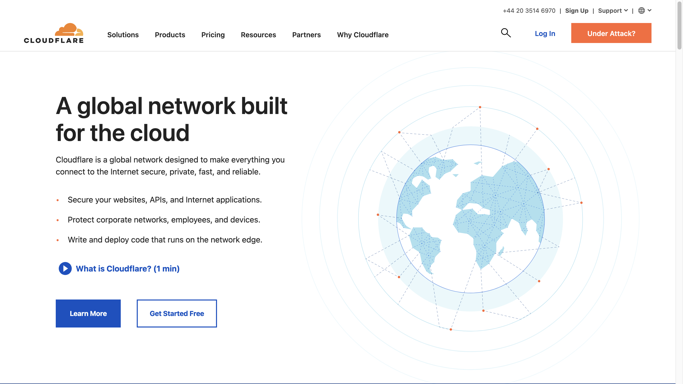 +44 20 3514 6970 | Sign Up | Support |
CLOUDFLARE
Solutions Products Pricing Resources Partners Why Cloudflare Log In Under Attack?
A global network built
for the cloud
Cloudflare is a global network designed to make everything you
connect to the Internet secure, private, fast, and reliable.
Secure your websites, APIs, and Internet applications.
Protect corporate networks, employees, and devices.
Write and deploy code that runs on the network edge.
What is Cloudflare? (1 min)
Learn More Get Started Free